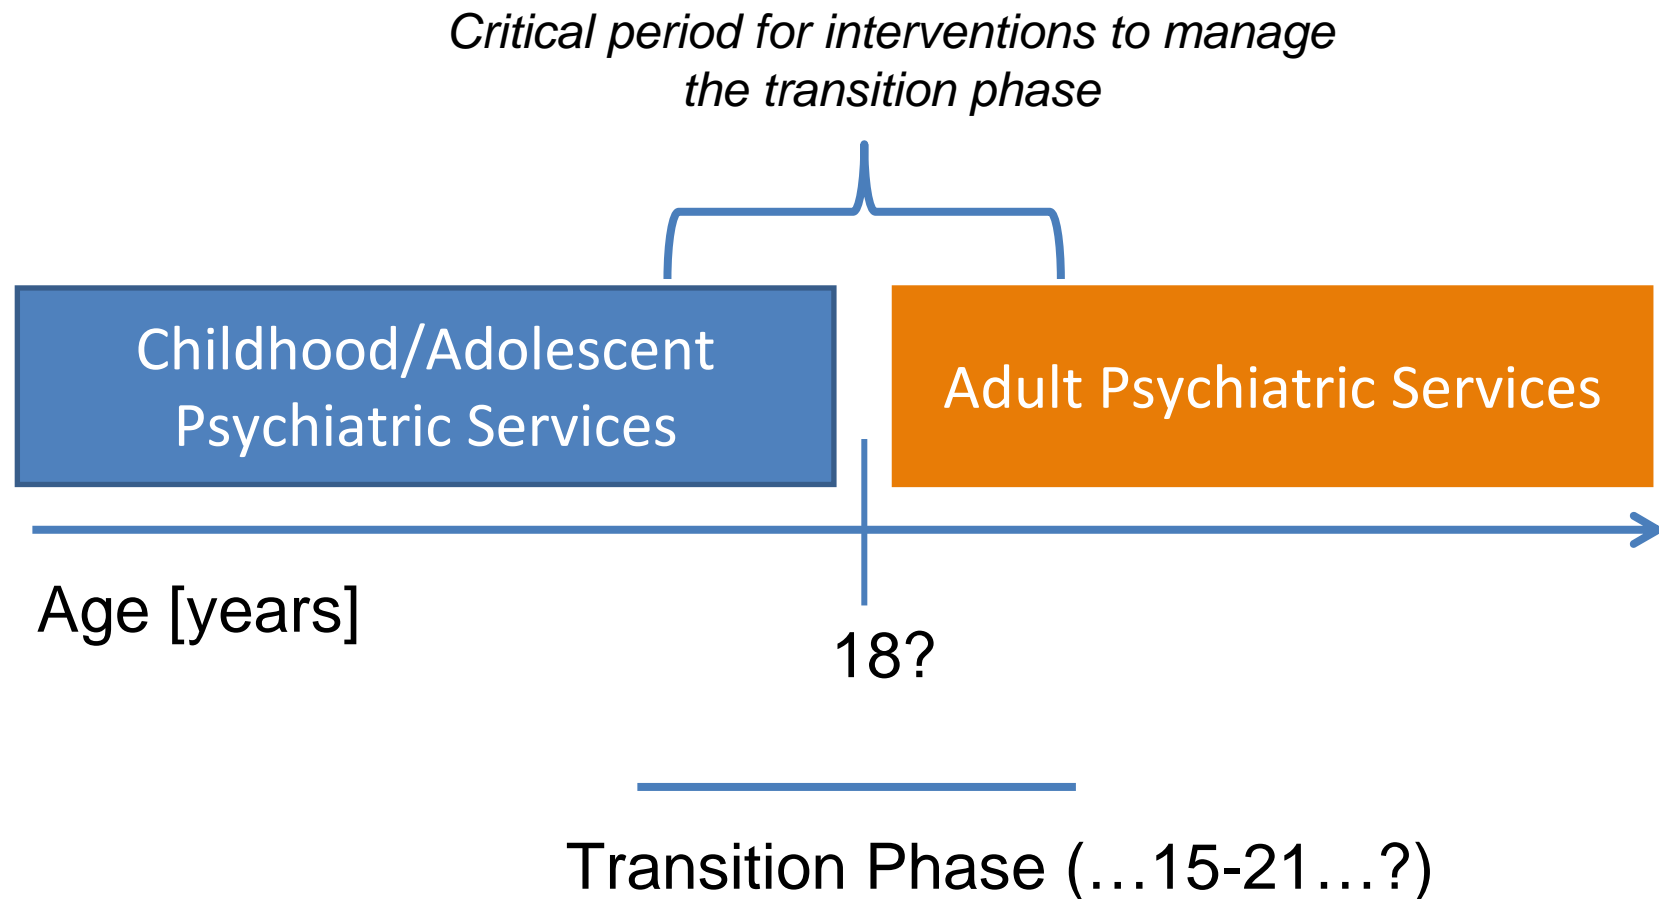 Critical period for interventions to manage
the transition phase
Childhood/Adolescent
Psychiatric Services
Adult Psychiatric Services
Age [years]
18?
Transition Phase (…15-21…?)